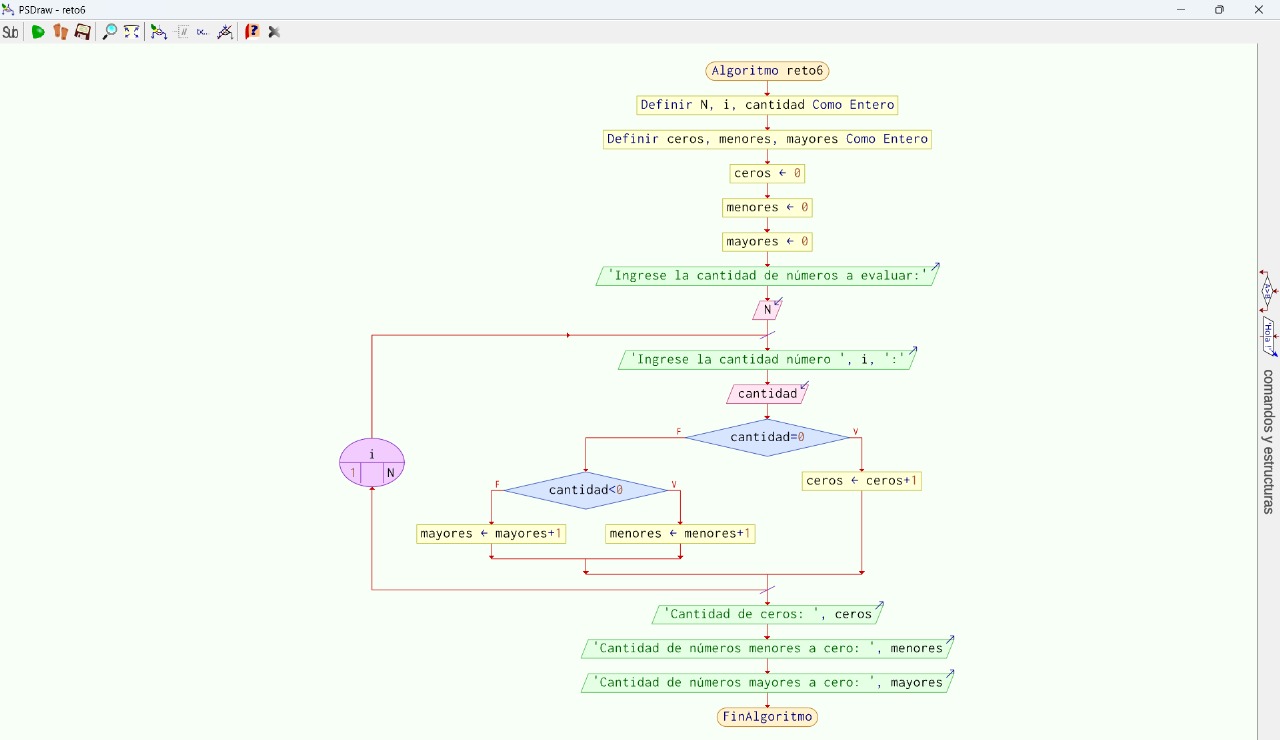 PSDraw - reto6
Sub
Algoritmo reto6
Definir N, i, cantidad Como Entero
Definir ceros, menores, mayores Como Entero
ceros ← 0
menores ← 0
mayores ← 0
'Ingrese la cantidad de números a evaluar:'
N
'Ingrese la cantidad número ', i, ':'
cantidad
F cantidad=0 V
i
1 N
ceros ← ceros+1
F cantidad<0 V
mayores ← mayores+1 menores ← menores+1
'Cantidad de ceros: ', ceros
'Cantidad de números menores a cero: ', menores
'Cantidad de números mayores a cero: ', mayores
FinAlgoritmo
'Hola !'
comandos y estructuras